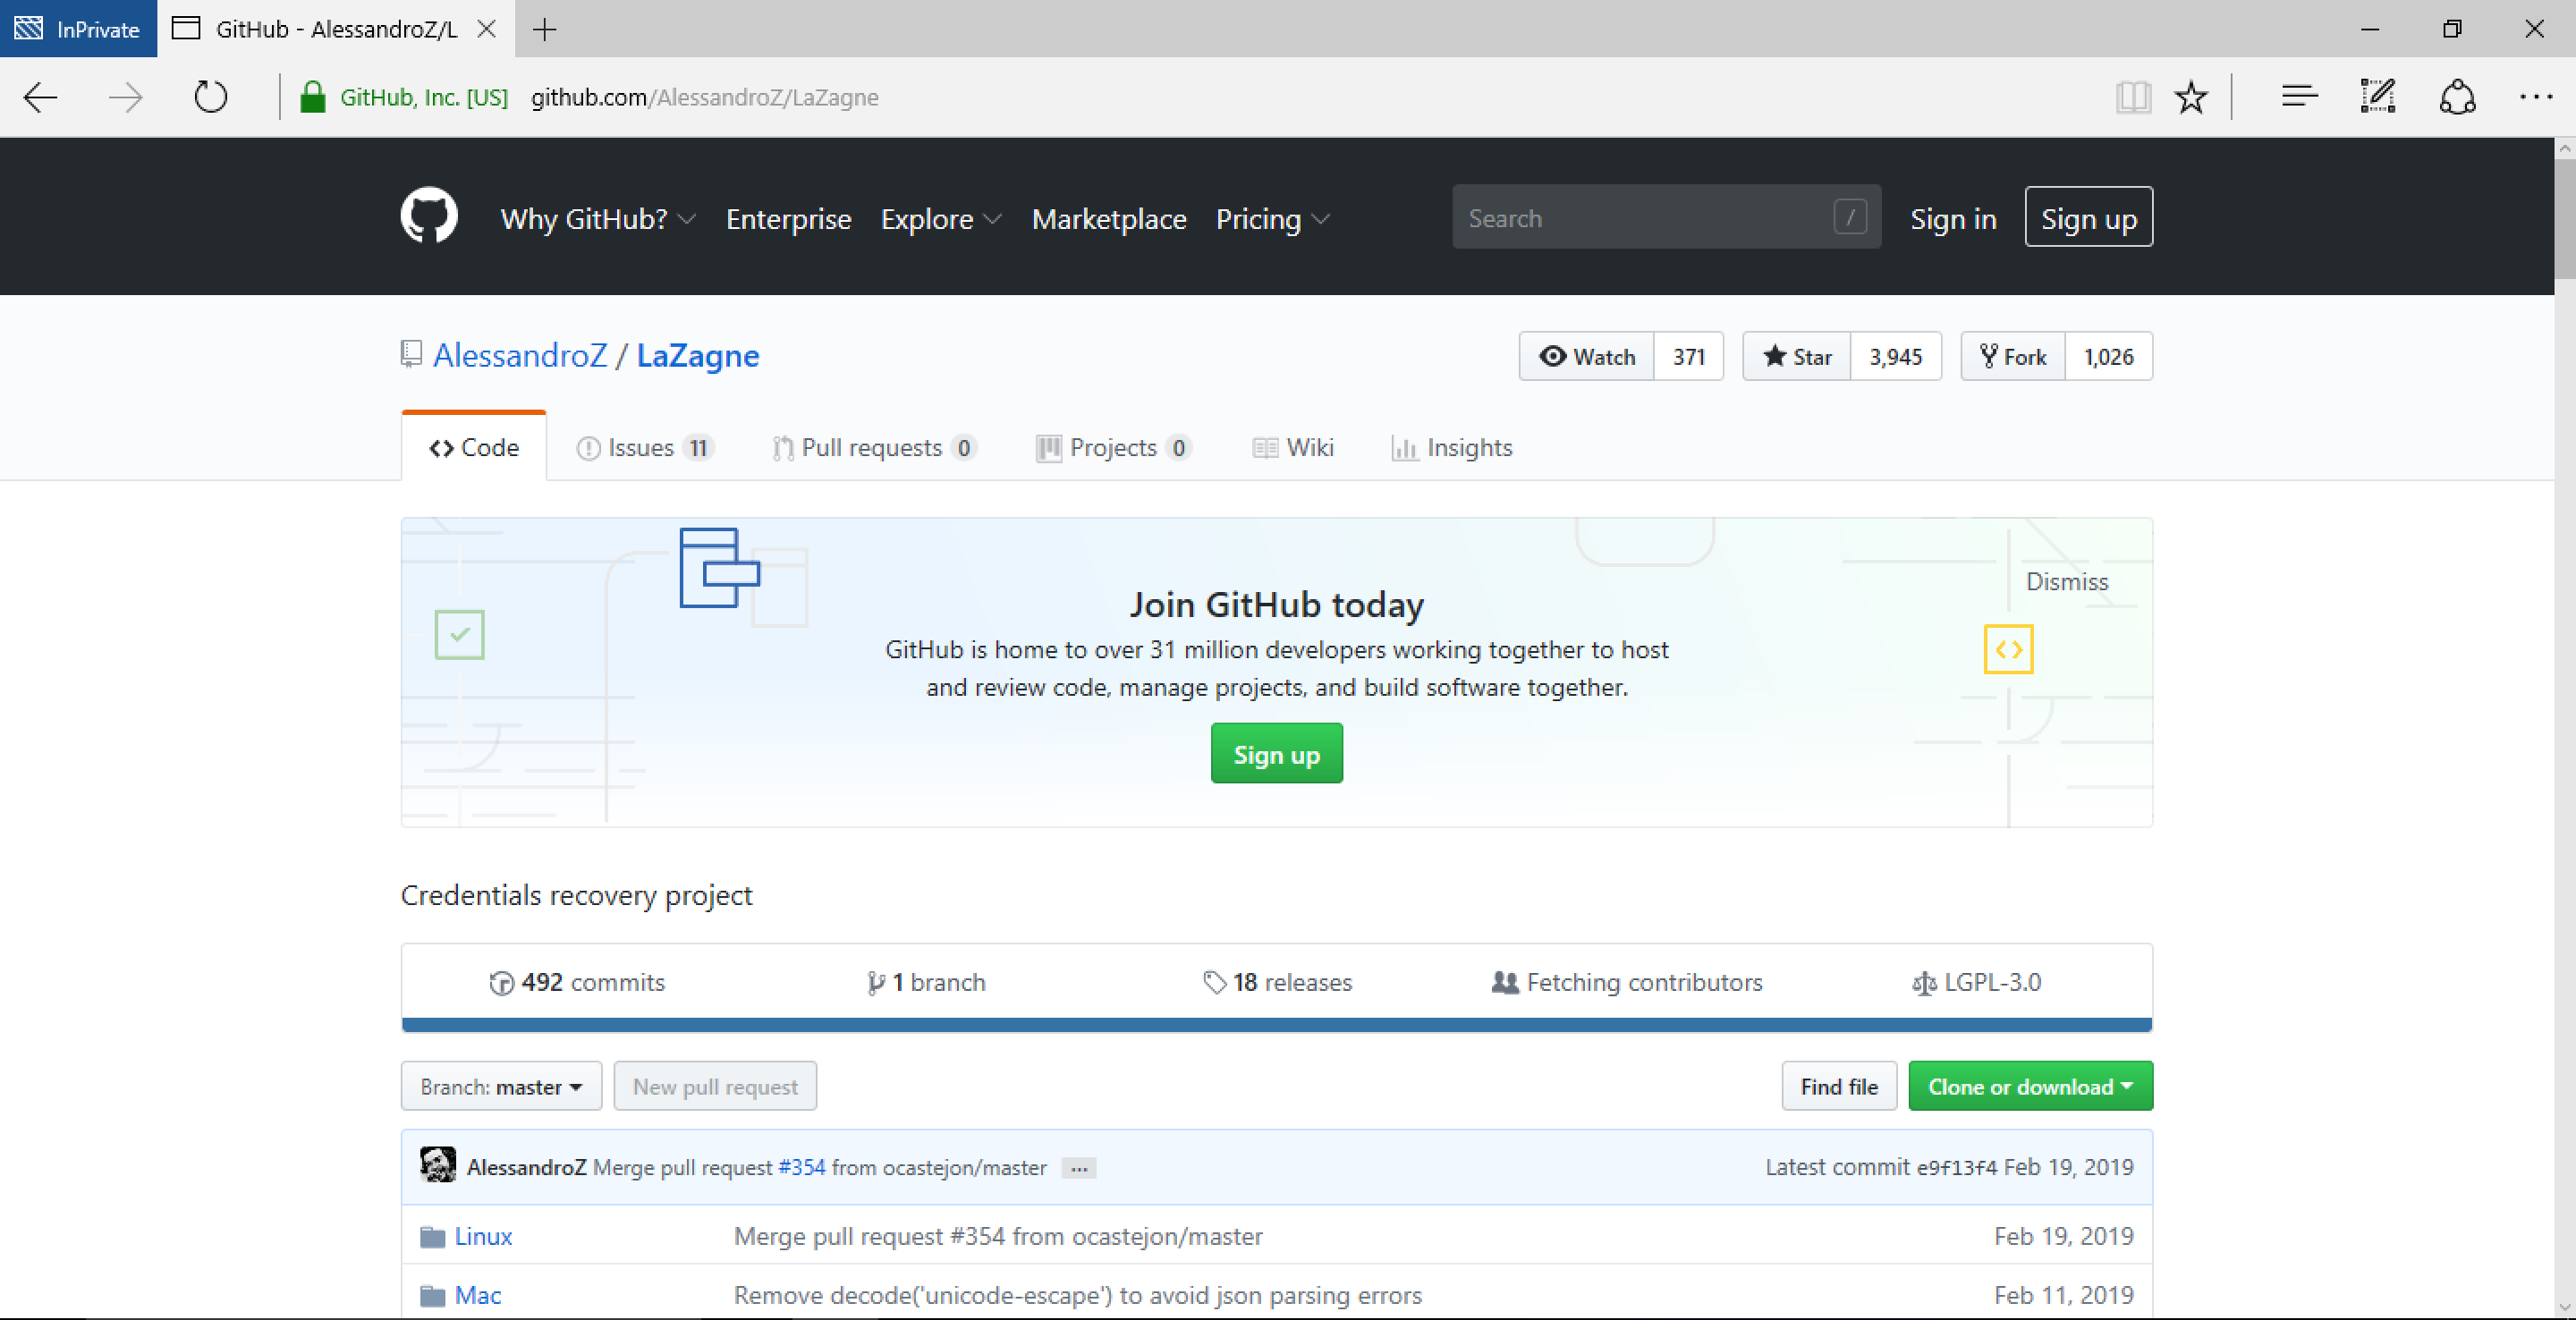 InPrivate GitHub - AlessandroZ/L
GitHub, Inc. [US] github.com/AlessandroZ/LaZagne
Why GitHub? Enterprise Explore Marketplace Pricing Search / Sign in Sign up
AlessandroZ / LaZagne Watch 371 Star 3,945 Fork 1,026
Code Issues 11 Pull requests 0 Projects 0 Wiki Insights
Dismiss
Join GitHub today
GitHub is home to over 31 million developers working together to host
and review code, manage projects, and build software together.
Sign up
Credentials recovery project
492 commits 1 branch 18 releases Fetching contributors LGPL-3.0
Branch: master New pull request Find file Clone or download
AlessandroZ Merge pull request #354 from ocastejon/master ... Latest commit e9f13f4 Feb 19, 2019
Linux Merge pull request #354 from ocastejon/master Feb 19, 2019
Mac Remove decode('unicode-escape') to avoid json parsing errors Feb 11, 2019